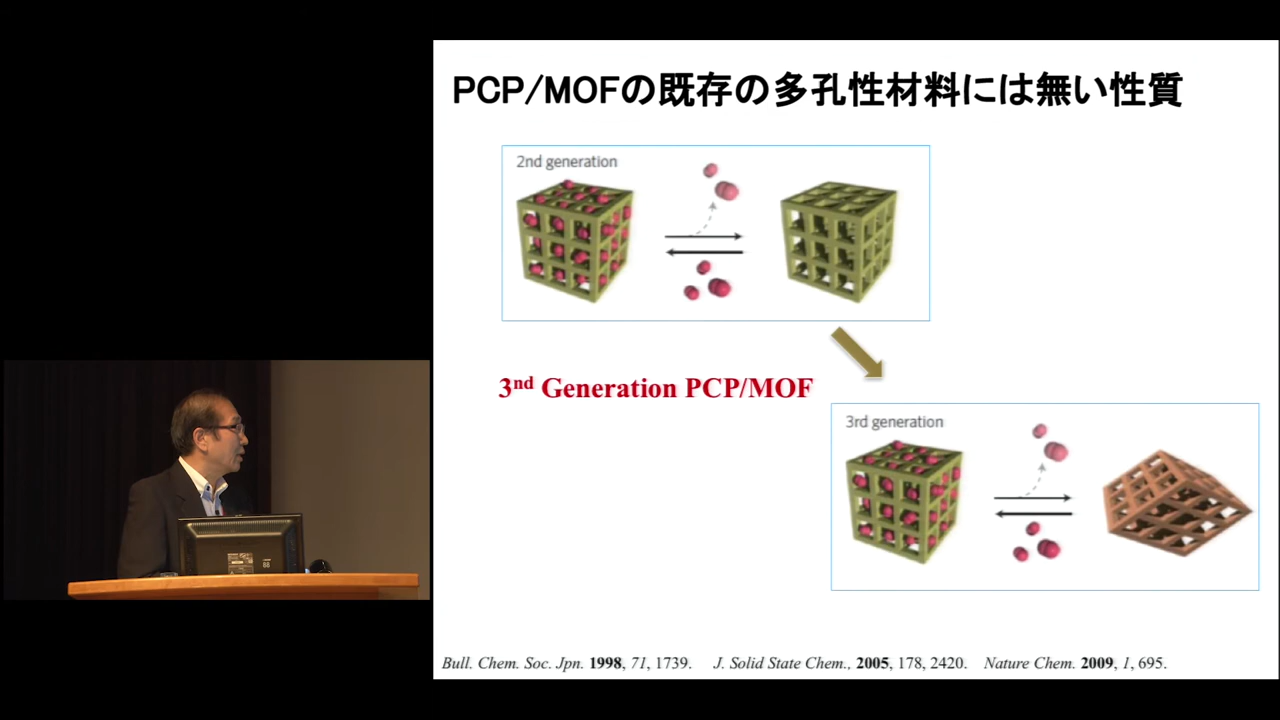 PCP/MOFの既存の多孔性材料には無い性質
2nd generation
3nd Generation PCP/MOF
3rd generation
Bull. Chem. Soc. Jpn. 1998, 71, 1739. J. Solid State Chem., 2005, 178, 2420. Nature Chem. 2009, 1, 695.